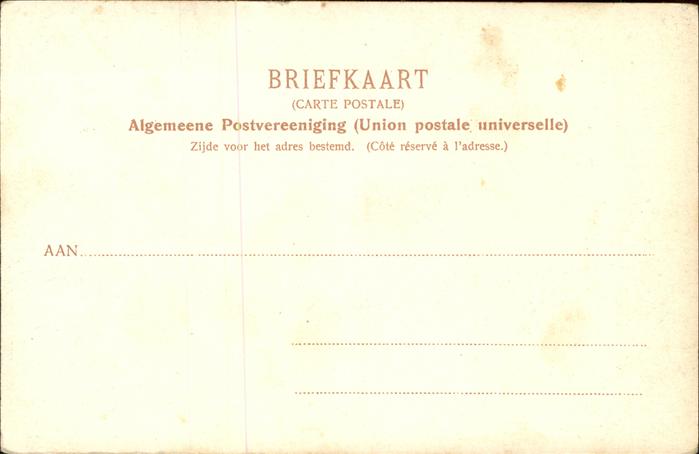 BRIEFKAART
(CARTE POSTALE)
Algemeene Postvereeniging (Union postale universelle)
Zijde voor het adres bestemd. (Côté réservé à l'adresse.)
AAN